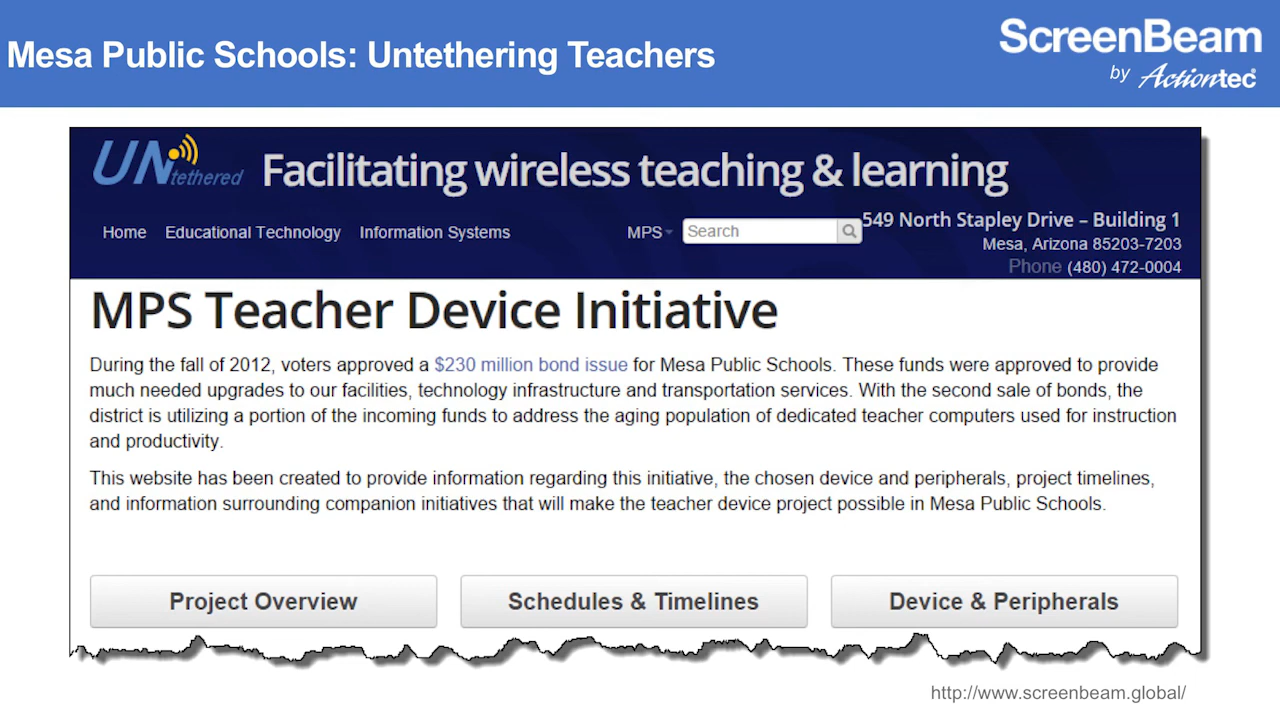 Mesa Public Schools: Untethering Teachers
ScreenBeam
by Actiontec®
UNtethered
Facilitating wireless teaching & learning
Home Educational Technology Information Systems MPS Search
549 North Stapley Drive – Building 1
Mesa, Arizona 85203-7203
Phone (480) 472-0004
MPS Teacher Device Initiative
During the fall of 2012, voters approved a $230 million bond issue for Mesa Public Schools. These funds were approved to provide
much needed upgrades to our facilities, technology infrastructure and transportation services. With the second sale of bonds, the
district is utilizing a portion of the incoming funds to address the aging population of dedicated teacher computers used for instruction
and productivity.
This website has been created to provide information regarding this initiative, the chosen device and peripherals, project timelines,
and information surrounding companion initiatives that will make the teacher device project possible in Mesa Public Schools.
Project Overview Schedules & Timelines Device & Peripherals
http://www.screenbeam.global/